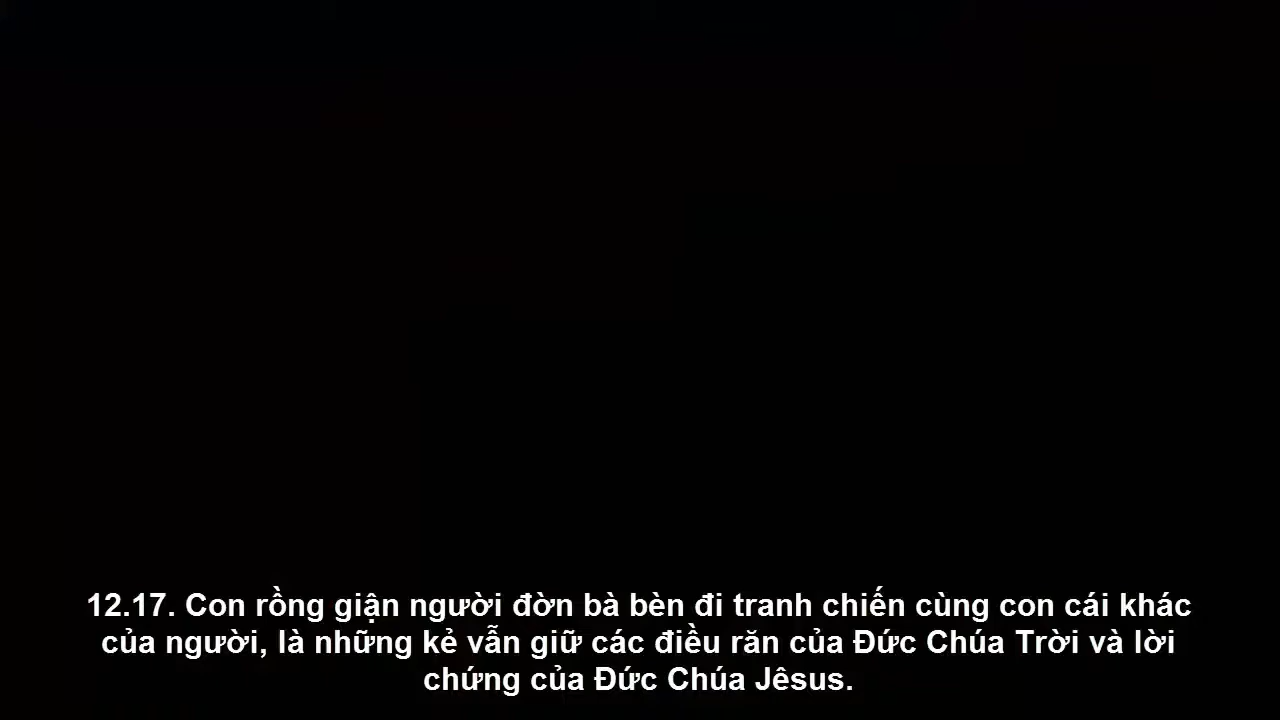 12.17. Con rồng giận người đờn bà bèn đi tranh chiến cùng con cái khác
của người, là những kẻ vẫn giữ các điều răn của Đức Chúa Trời và lời
chứng của Đức Chúa Jêsus.